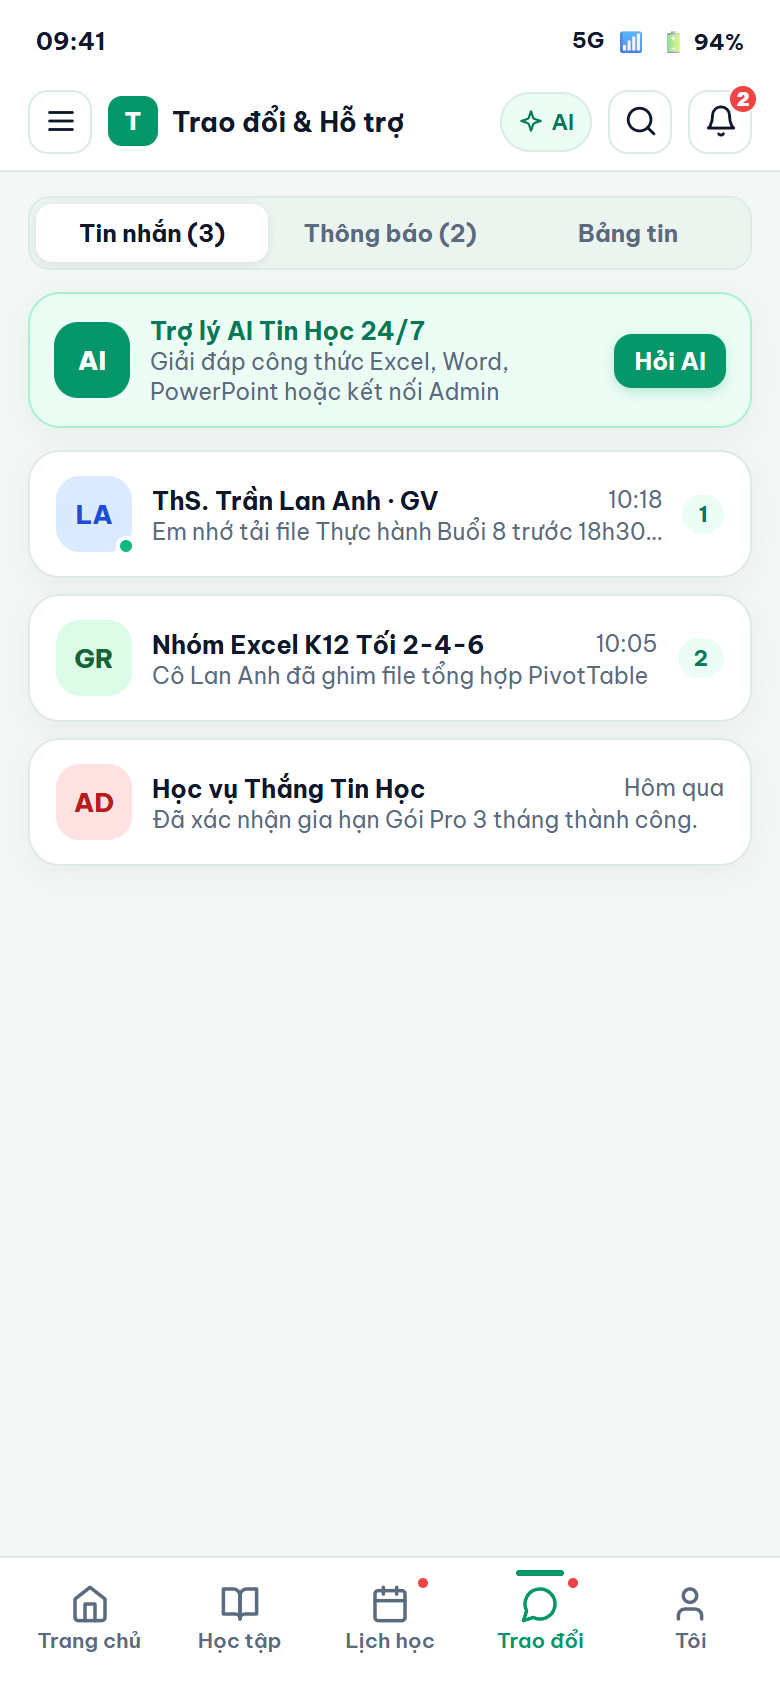 09:41
5G 94%
T Trao đổi & Hỗ trợ
AI
2
Tin nhắn (3)
Thông báo (2)
Bảng tin
AI
Trợ lý AI Tin Học 24/7
Giải đáp công thức Excel, Word,
PowerPoint hoặc kết nối Admin
Hỏi AI
LA
ThS. Trần Lan Anh · GV
10:18
Em nhớ tải file Thực hành Buổi 8 trước 18h30...
1
GR
Nhóm Excel K12 Tối 2-4-6
10:05
Cô Lan Anh đã ghim file tổng hợp PivotTable
2
AD
Học vụ Thắng Tin Học
Hôm qua
Đã xác nhận gia hạn Gói Pro 3 tháng thành công.
Trang chủ
Học tập
Lịch học
Trao đổi
Tôi